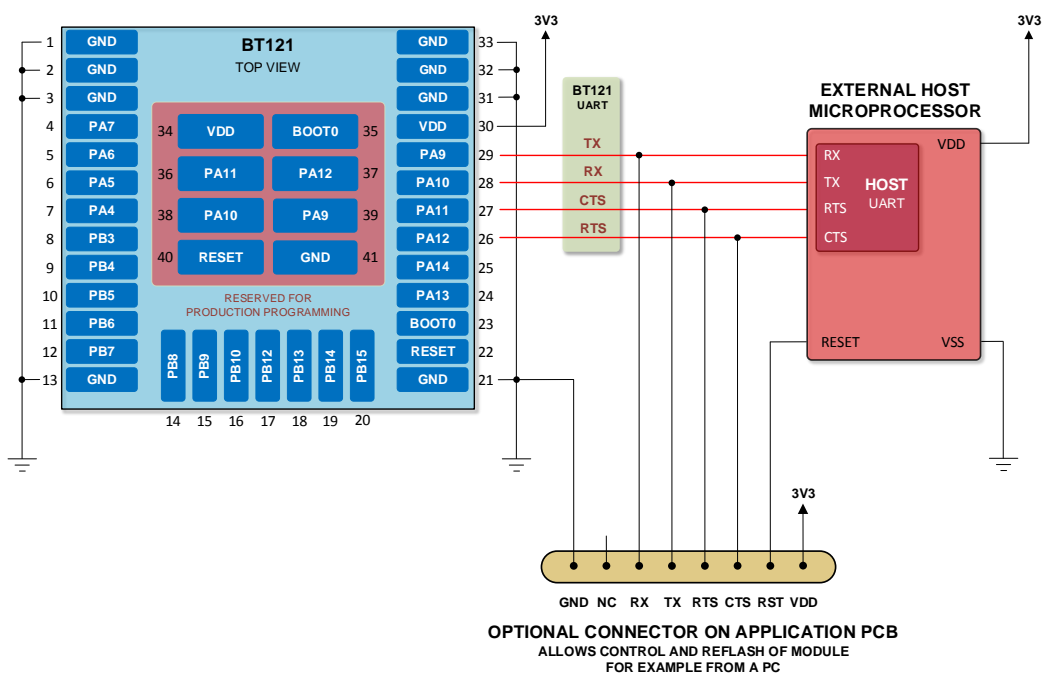 3V3
3V3
1 GND
BT121
TOP VIEW
GND 33
2 GND
GND 32
3 GND
GND 31
4 PA7
VDD 30
5 PA6
PA9 29
6 PA5
PA10 28
7 PA4
PA11 27
8 PB3
PA12 26
9 PB4
PA14 25
10 PB5
PA13 24
11 PB6
BOOT0 23
12 PB7
RESET 22
13 GND
GND 21
34 VDD BOOT0 35
36 PA11 PA12 37
38 PA10 PA9 39
40 RESET GND 41
RESERVED FOR
PRODUCTION PROGRAMMING
PB8 PB9 PB10 PB12 PB13 PB14 PB15
14 15 16 17 18 19 20
BT121
UART
TX
RX
CTS
RTS
EXTERNAL HOST
MICROPROCESSOR
VDD
RX
TX
RTS
CTS
HOST
UART
RESET VSS
3V3
GND NC RX TX RTS CTS RST VDD
OPTIONAL CONNECTOR ON APPLICATION PCB
ALLOWS CONTROL AND REFLASH OF MODULE
FOR EXAMPLE FROM A PC